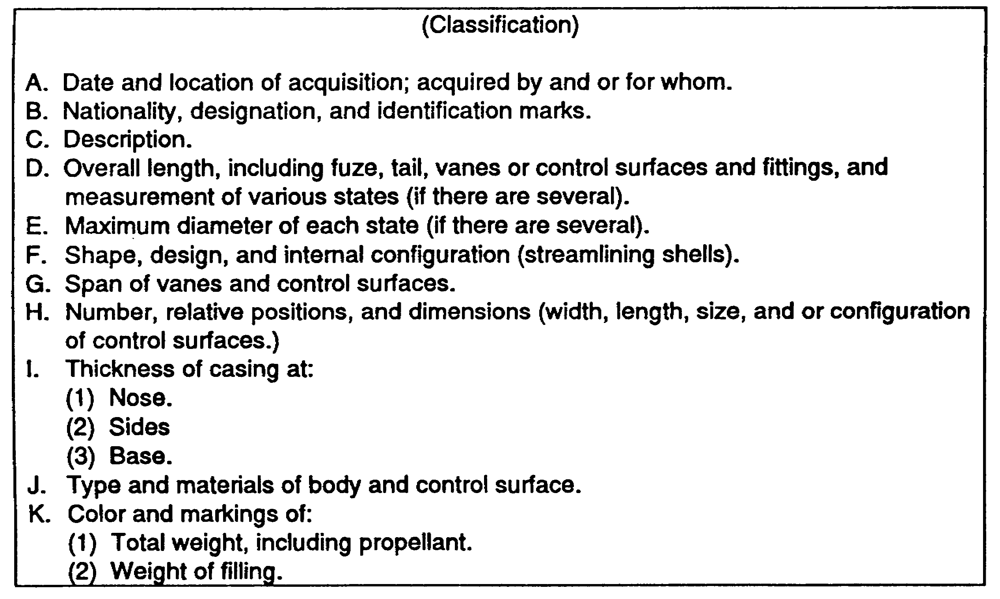 (Classification)
A. Date and location of acquisition; acquired by and or for whom.
B. Nationality, designation, and identification marks.
C. Description.
D. Overall length, including fuze, tail, vanes or control surfaces and fittings, and
measurement of various states (if there are several).
E. Maximum diameter of each state (if there are several).
F. Shape, design, and internal configuration (streamlining shells).
G. Span of vanes and control surfaces.
H. Number, relative positions, and dimensions (width, length, size, and or configuration
of control surfaces.)
I. Thickness of casing at:
(1) Nose.
(2) Sides
(3) Base.
J. Type and materials of body and control surface.
K. Color and markings of:
(1) Total weight, including propellant.
(2) Weight of filling.